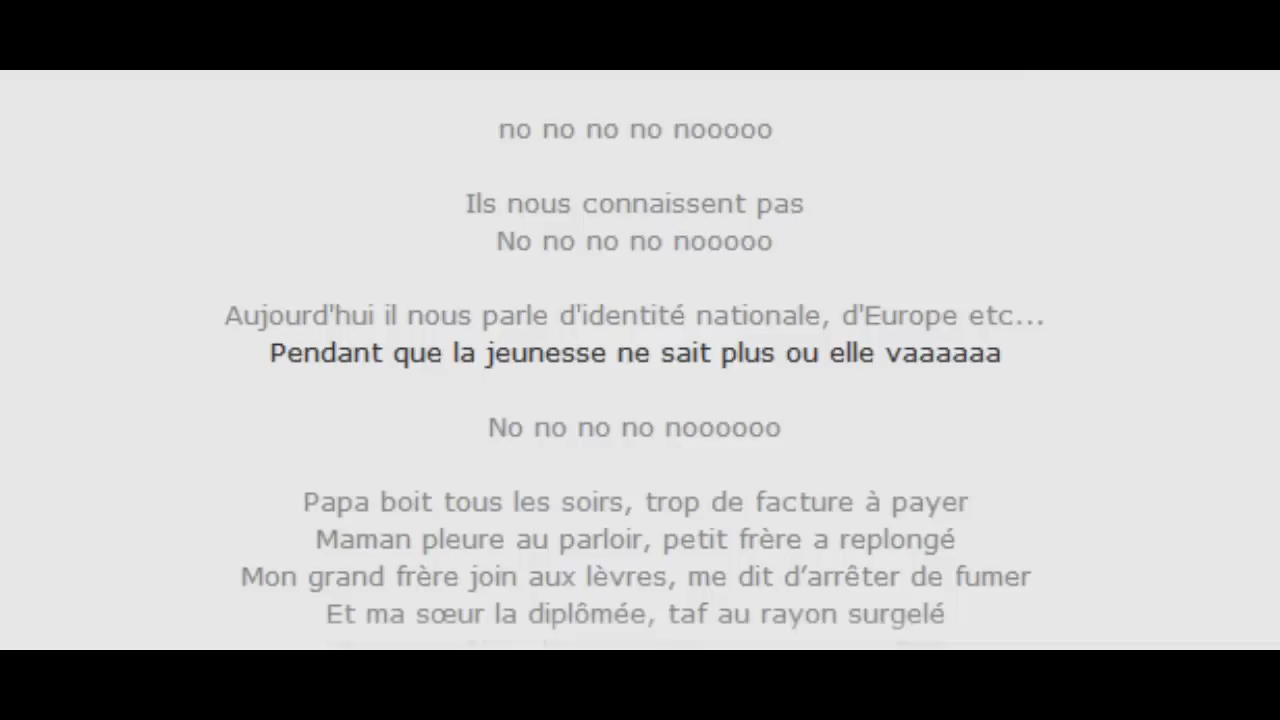 no no no no nooooo
Ils nous connaissent pas
No no no no nooooo
Aujourd'hui il nous parle d'identité nationale, d'Europe etc...
Pendant que la jeunesse ne sait plus ou elle vaaaaaa
No no no no noooooo
Papa boit tous les soirs, trop de facture à payer
Maman pleure au parloir, petit frère a replongé
Mon grand frère join aux lèvres, me dit d’arrêter de fumer
Et ma sœur la diplômée, taf au rayon surgelé